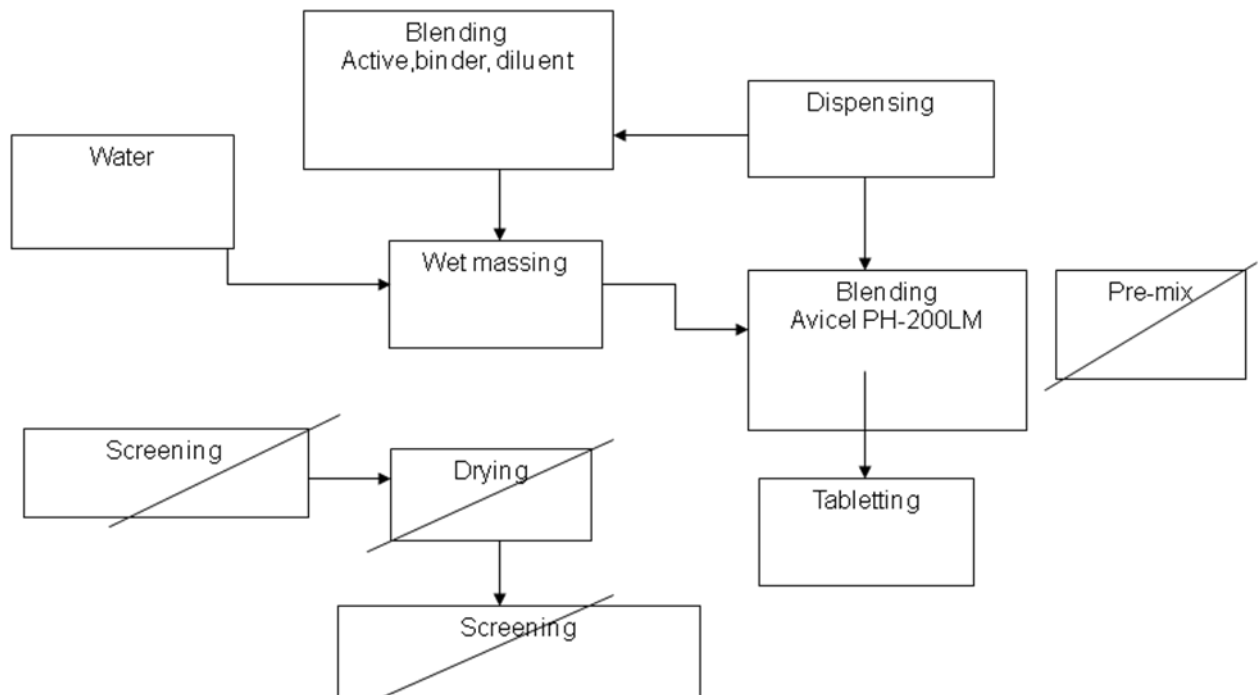 Blending
Active,binder, diluent
Dispensing
Water
Wet massing
Blending
Avicel PH-200LM
Pre-mix
Screening
Drying
Tabletting
Screening